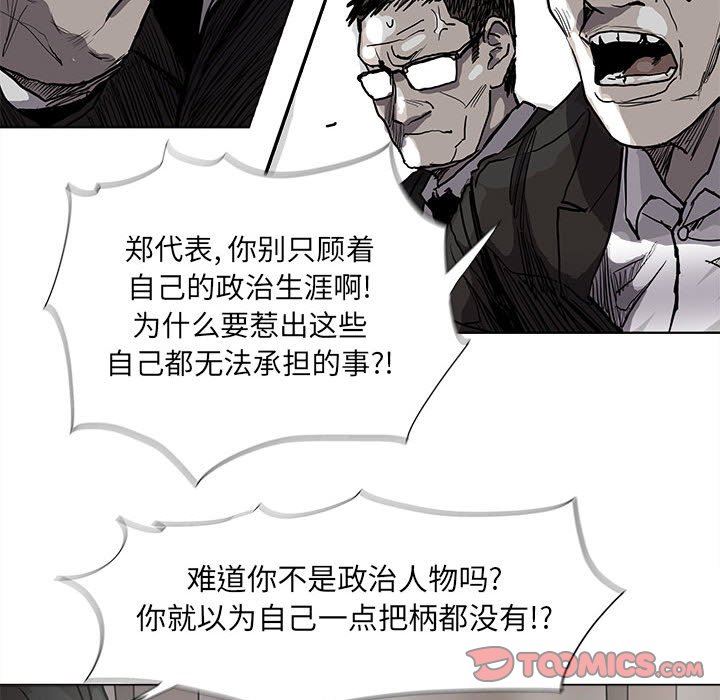 郑代表, 你别只顾着
自己的政治生涯啊!
为什么要惹出这些
自己都无法承担的事?!
难道你不是政治人物吗?
你就以为自己一点把柄都没有!?
TOOMICS.COM